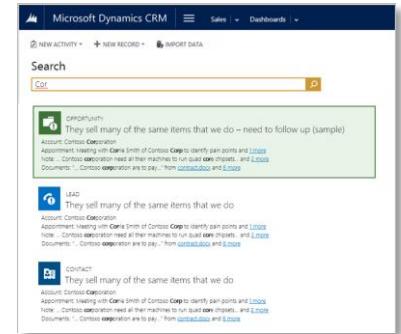 Microsoft Dynamics CRM Sales Dashboards
NEW ACTIVITY NEW RECORD IMPORT DATA
Search
Cor
OPPORTUNITY
They sell many of the same items that we do – need to follow up (sample)
Account: Contoso Corporation
Appointment: Meeting with Corrie Smith of Contoso Corp to identify pain points and 1 more
Note: ... Contoso corporation need all their machines to run quad core chipsets.. and 2 more
Documents: "... Contoso corporation are to pay..." from contract.docx and 6 more
LEAD
They sell many of the same items that we do
Account: Contoso Corporation
Appointment: Meeting with Corrie Smith of Contoso Corp to identify pain points and 1 more
Note: ... Contoso corporation need all their machines to run quad core chipsets.. and 2 more
Documents: "... Contoso corporation are to pay..." from contract.docx and 6 more
CONTACT
They sell many of the same items that we do
Account: Contoso Corporation
Appointment: Meeting with Corrie Smith of Contoso Corp to identify pain points and 1 more
Note: ... Contoso corporation need all their machines to run quad core chipsets.. and 2 more
Documents: "... Contoso corporation are to pay..." from contract.docx and 6 more